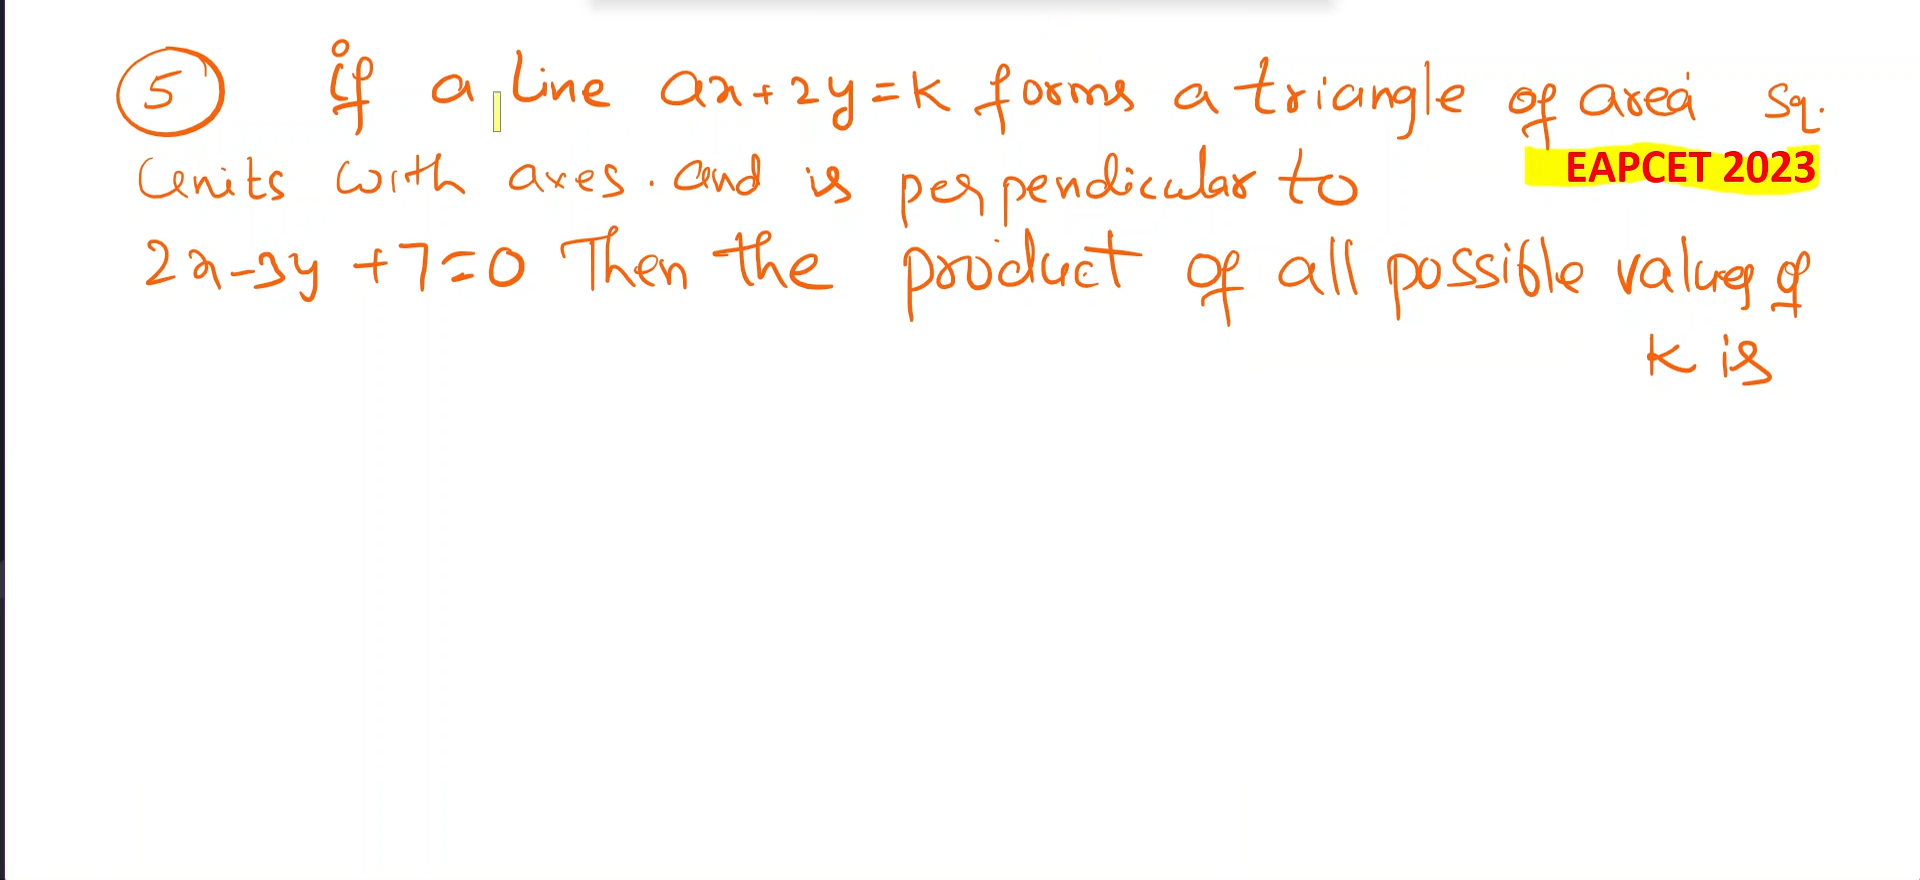 5 If a line ax+2y=k forms a triangle of area sq.
units with axes. and is perpendicular to
EAPCET 2023
2x-3y+7=0 Then the product of all possible values of
k is